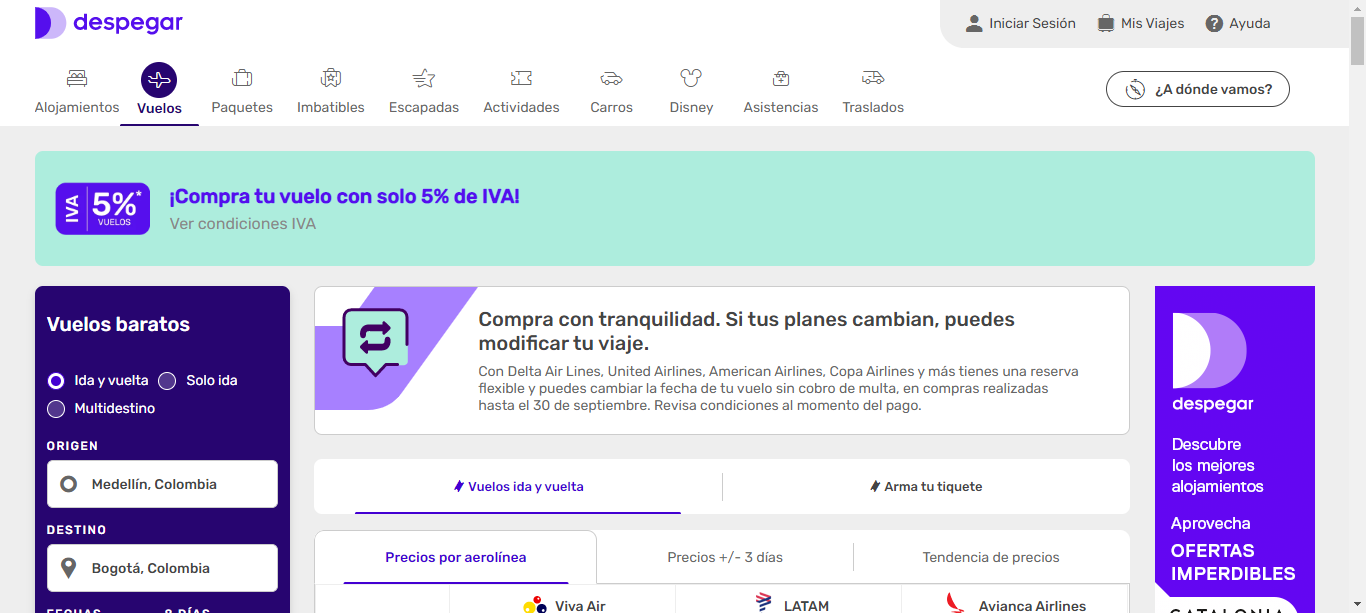 despegar
Iniciar Sesión
Mis Viajes
Ayuda
Alojamientos
Vuelos
Paquetes
Imbatibles
Escapadas
Actividades
Carros
Disney
Asistencias
Traslados
¿A dónde vamos?
IVA
5%*
VUELOS
¡Compra tu vuelo con solo 5% de IVA!
Ver condiciones IVA
Vuelos baratos
Ida y vuelta
Solo ida
Multidestino
ORIGEN
Medellín, Colombia
DESTINO
Bogotá, Colombia
FECHAS
8 DÍAS
Compra con tranquilidad. Si tus planes cambian, puedes
modificar tu viaje.
Con Delta Air Lines, United Airlines, American Airlines, Copa Airlines y más tienes una reserva
flexible y puedes cambiar la fecha de tu vuelo sin cobro de multa, en compras realizadas
hasta el 30 de septiembre. Revisa condiciones al momento del pago.
Vuelos ida y vuelta
Arma tu tiquete
Precios por aerolínea
Precios +/- 3 días
Tendencia de precios
Viva Air
LATAM
Avianca Airlines
despegar
Descubre
los mejores
alojamientos
Aprovecha
OFERTAS
IMPERDIBLES
CATALONIA